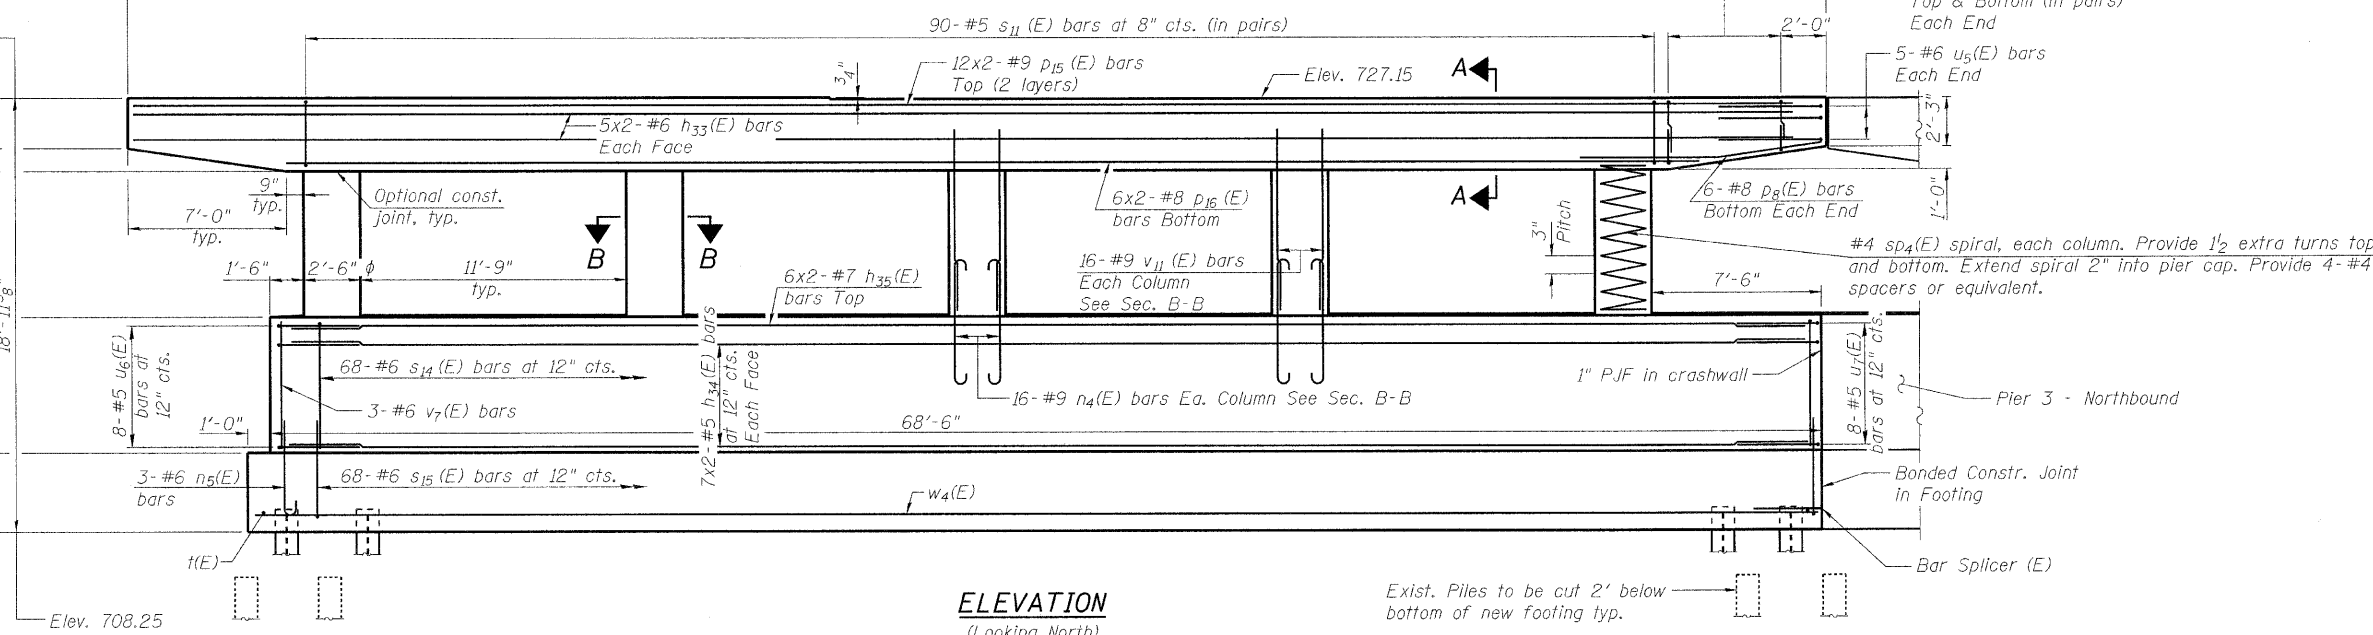 90-#5 s11(E) bars at 8" cts. (in pairs)
Top & Bottom (in pairs)
Each End
2'-0"
5-#6 u5(E) bars
Each End
12x2-#9 p15(E) bars
Top (2 layers)
3/4"
Elev. 727.15
A
5x2-#6 h33(E) bars
Each Face
2'-3"
9"
typ.
Optional const.
joint, typ.
7'-0"
typ.
6x2-#8 p16(E)
bars Bottom
A
6-#8 p8(E) bars
Bottom Each End
1'-0"
B
B
3"
Pitch
#4 sp4(E) spiral, each column. Provide 1 1/2 extra turns top
and bottom. Extend spiral 2" into pier cap. Provide 4-#4
spacers or equivalent.
1'-6"
2'-6" ϕ
11'-9"
typ.
6x2-#7 h35(E)
bars Top
16-#9 v11(E) bars
Each Column
See Sec. B-B
7'-6"
8-#5 u6(E)
bars at
12" cts.
68-#6 s14(E) bars at 12" cts.
7x2-#5 h34(E) bars
at 12" cts.
Each Face
1" PJF in crashwall
8-#5 u7(E)
bars at 12" cts.
3-#6 v7(E) bars
16-#9 n4(E) bars Ea. Column See Sec. B-B
Pier 3 - Northbound
1'-0"
68'-6"
3-#6 n5(E)
bars
68-#6 s15(E) bars at 12" cts.
w4(E)
Bonded Constr. Joint
in Footing
t(E)
Bar Splicer (E)
Elev. 708.25
ELEVATION
(Looking North)
Exist. Piles to be cut 2' below
bottom of new footing typ.